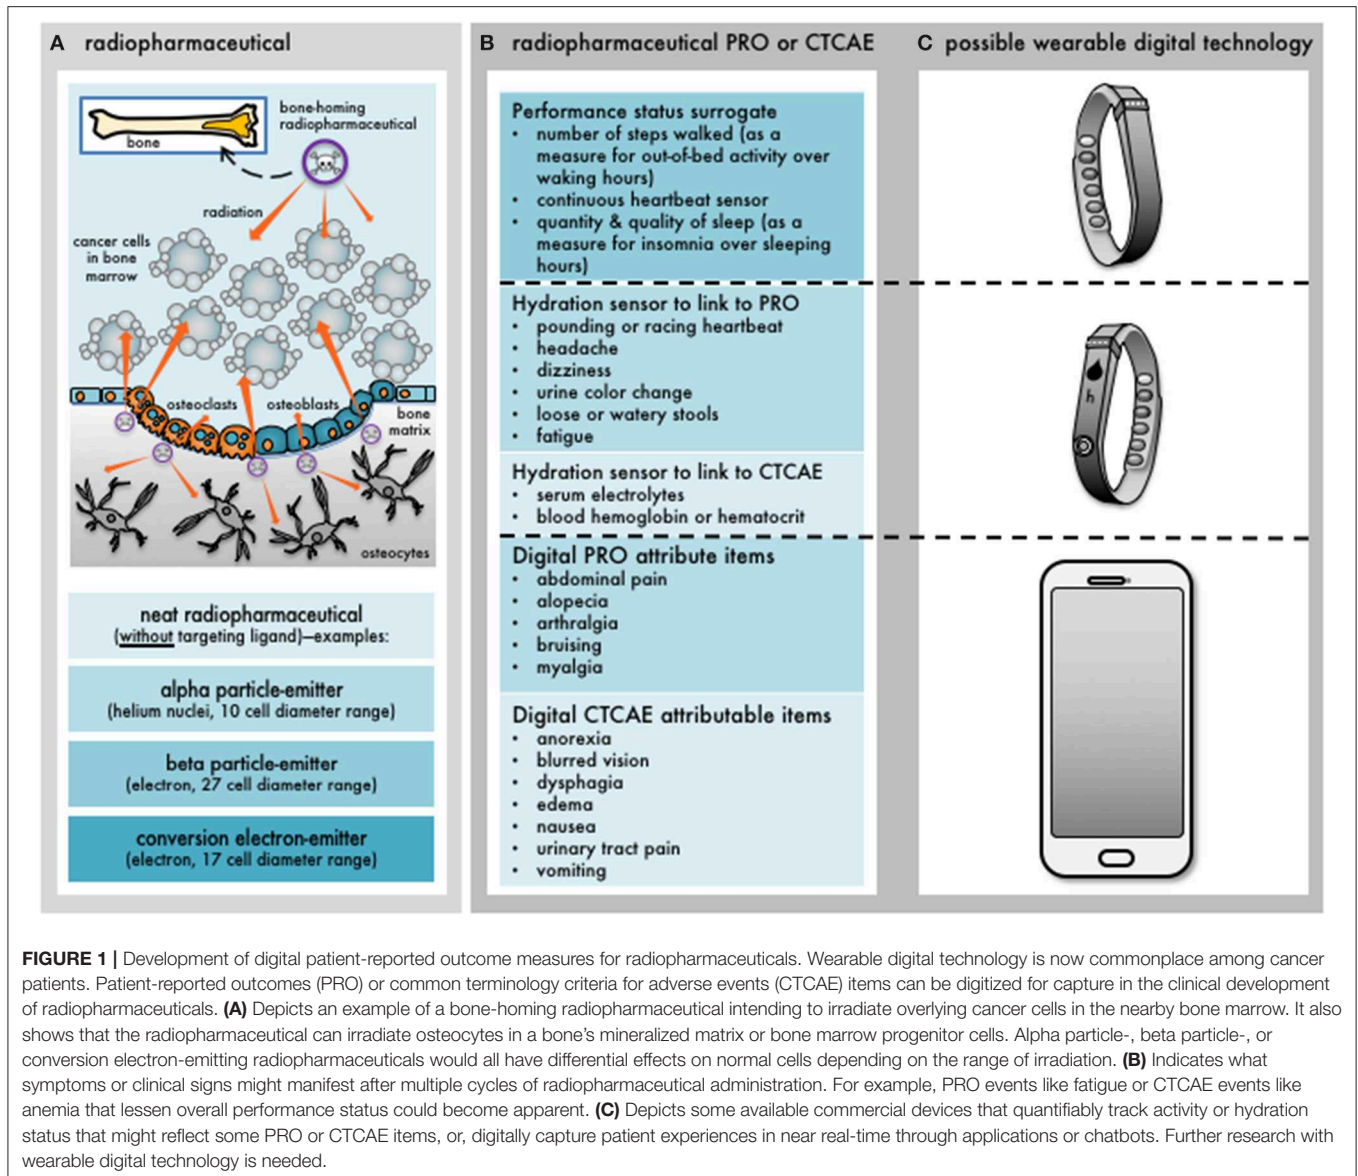 A radiopharmaceutical
bone
bone-homing
radiopharmaceutical
radiation
cancer cells
in bone
marrow
osteoclasts
osteoblasts
bone
matrix
osteocytes
neat radiopharmaceutical
(without targeting ligand)—examples:
alpha particle-emitter
(helium nuclei, 10 cell diameter range)
beta particle-emitter
(electron, 27 cell diameter range)
conversion electron-emitter
(electron, 17 cell diameter range)
B radiopharmaceutical PRO or CTCAE
Performance status surrogate
• number of steps walked (as a
measure for out-of-bed activity over
waking hours)
• continuous heartbeat sensor
• quantity & quality of sleep (as a
measure for insomnia over sleeping
hours)
Hydration sensor to link to PRO
• pounding or racing heartbeat
• headache
• dizziness
• urine color change
• loose or watery stools
• fatigue
Hydration sensor to link to CTCAE
• serum electrolytes
• blood hemoglobin or hematocrit
Digital PRO attribute items
• abdominal pain
• alopecia
• arthralgia
• bruising
• myalgia
Digital CTCAE attributable items
• anorexia
• blurred vision
• dysphagia
• edema
• nausea
• urinary tract pain
• vomiting
C possible wearable digital technology
h
FIGURE 1 | Development of digital patient-reported outcome measures for radiopharmaceuticals. Wearable digital technology is now commonplace among cancer
patients. Patient-reported outcomes (PRO) or common terminology criteria for adverse events (CTCAE) items can be digitized for capture in the clinical development
of radiopharmaceuticals. (A) Depicts an example of a bone-homing radiopharmaceutical intending to irradiate overlying cancer cells in the nearby bone marrow. It also
shows that the radiopharmaceutical can irradiate osteocytes in a bone's mineralized matrix or bone marrow progenitor cells. Alpha particle-, beta particle-, or
conversion electron-emitting radiopharmaceuticals would all have differential effects on normal cells depending on the range of irradiation. (B) Indicates what
symptoms or clinical signs might manifest after multiple cycles of radiopharmaceutical administration. For example, PRO events like fatigue or CTCAE events like
anemia that lessen overall performance status could become apparent. (C) Depicts some available commercial devices that quantifiably track activity or hydration
status that might reflect some PRO or CTCAE items, or, digitally capture patient experiences in near real-time through applications or chatbots. Further research with
wearable digital technology is needed.